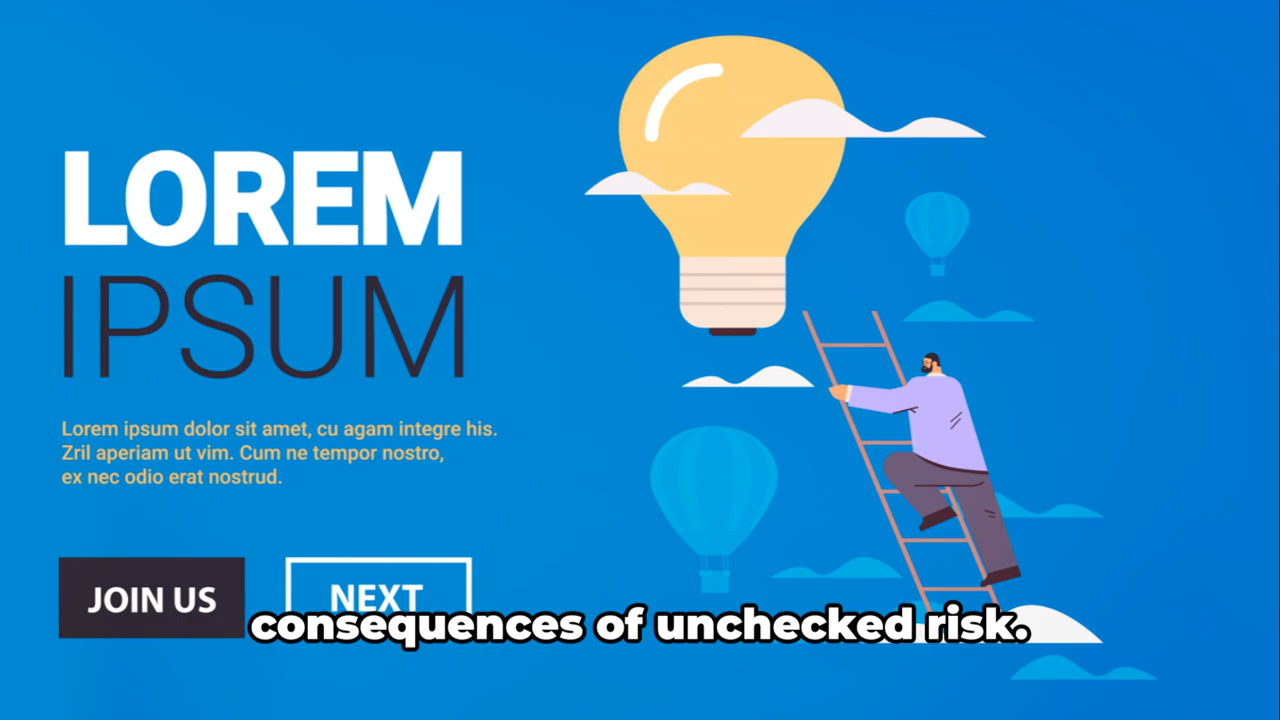 LOREM
IPSUM
Lorem ipsum dolor sit amet, cu agam integre his.
Zril aperiam ut vim. Cum ne tempor nostro,
ex nec odio erat nostrud.
JOIN US
NEXT
consequences of unchecked risk.